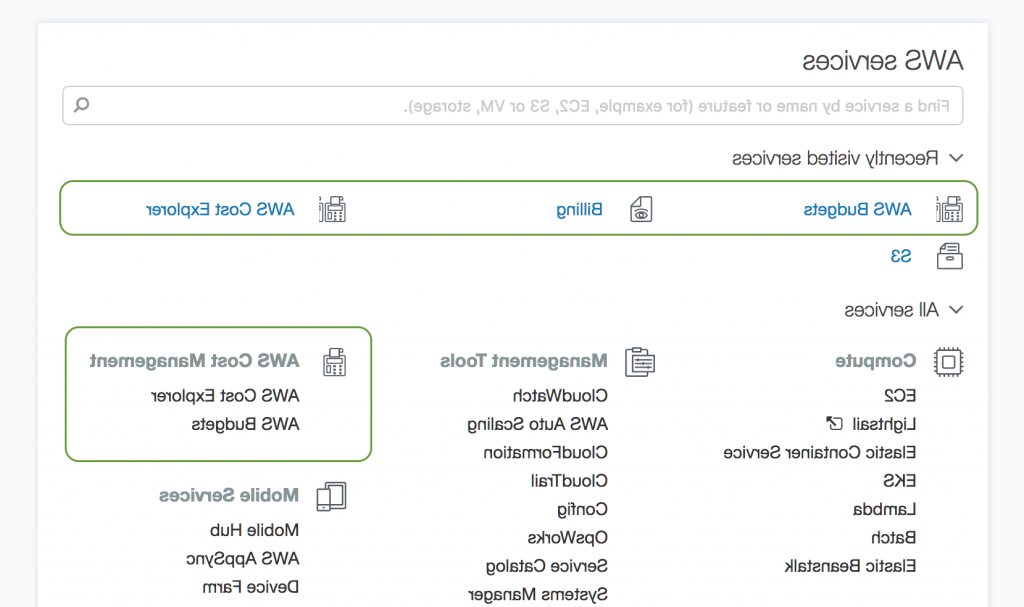 AWS services
Find a service by name or feature (for example, EC2, S3 or VM, storage).
Recently visited services
AWS Budgets
Billing
AWS Cost Explorer
S3
All services
Compute
EC2
Lightsail
Elastic Container Service
EKS
Lambda
Batch
Elastic Beanstalk
Management Tools
CloudWatch
AWS Auto Scaling
CloudFormation
CloudTrail
Config
OpsWorks
Service Catalog
Systems Manager
AWS Cost Management
AWS Cost Explorer
AWS Budgets
Mobile Services
Mobile Hub
AWS AppSync
Device Farm